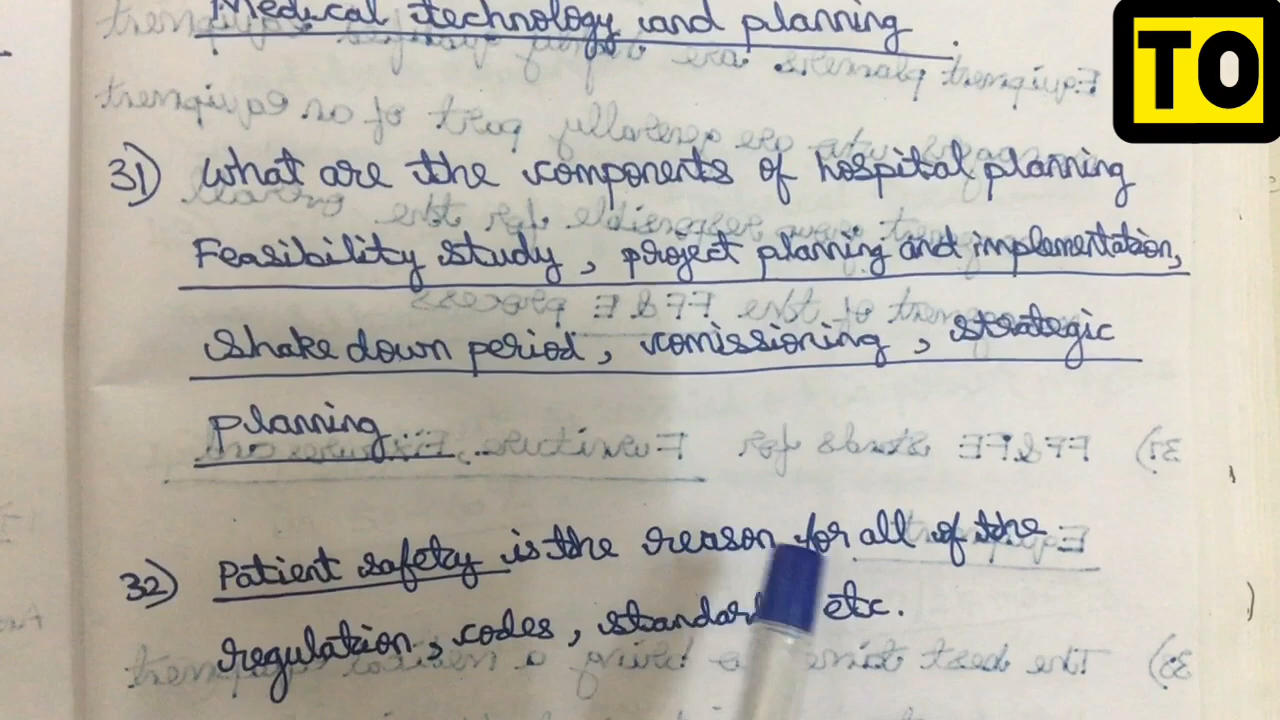 Medical technology and planning.
TO
31) What are the components of hospital planning
Feasibility study, project planning and implementation,
Shake down period, comissioning, strategic
planning.
32) Patient safety is the reason for all of the
regulation, codes, standar etc.